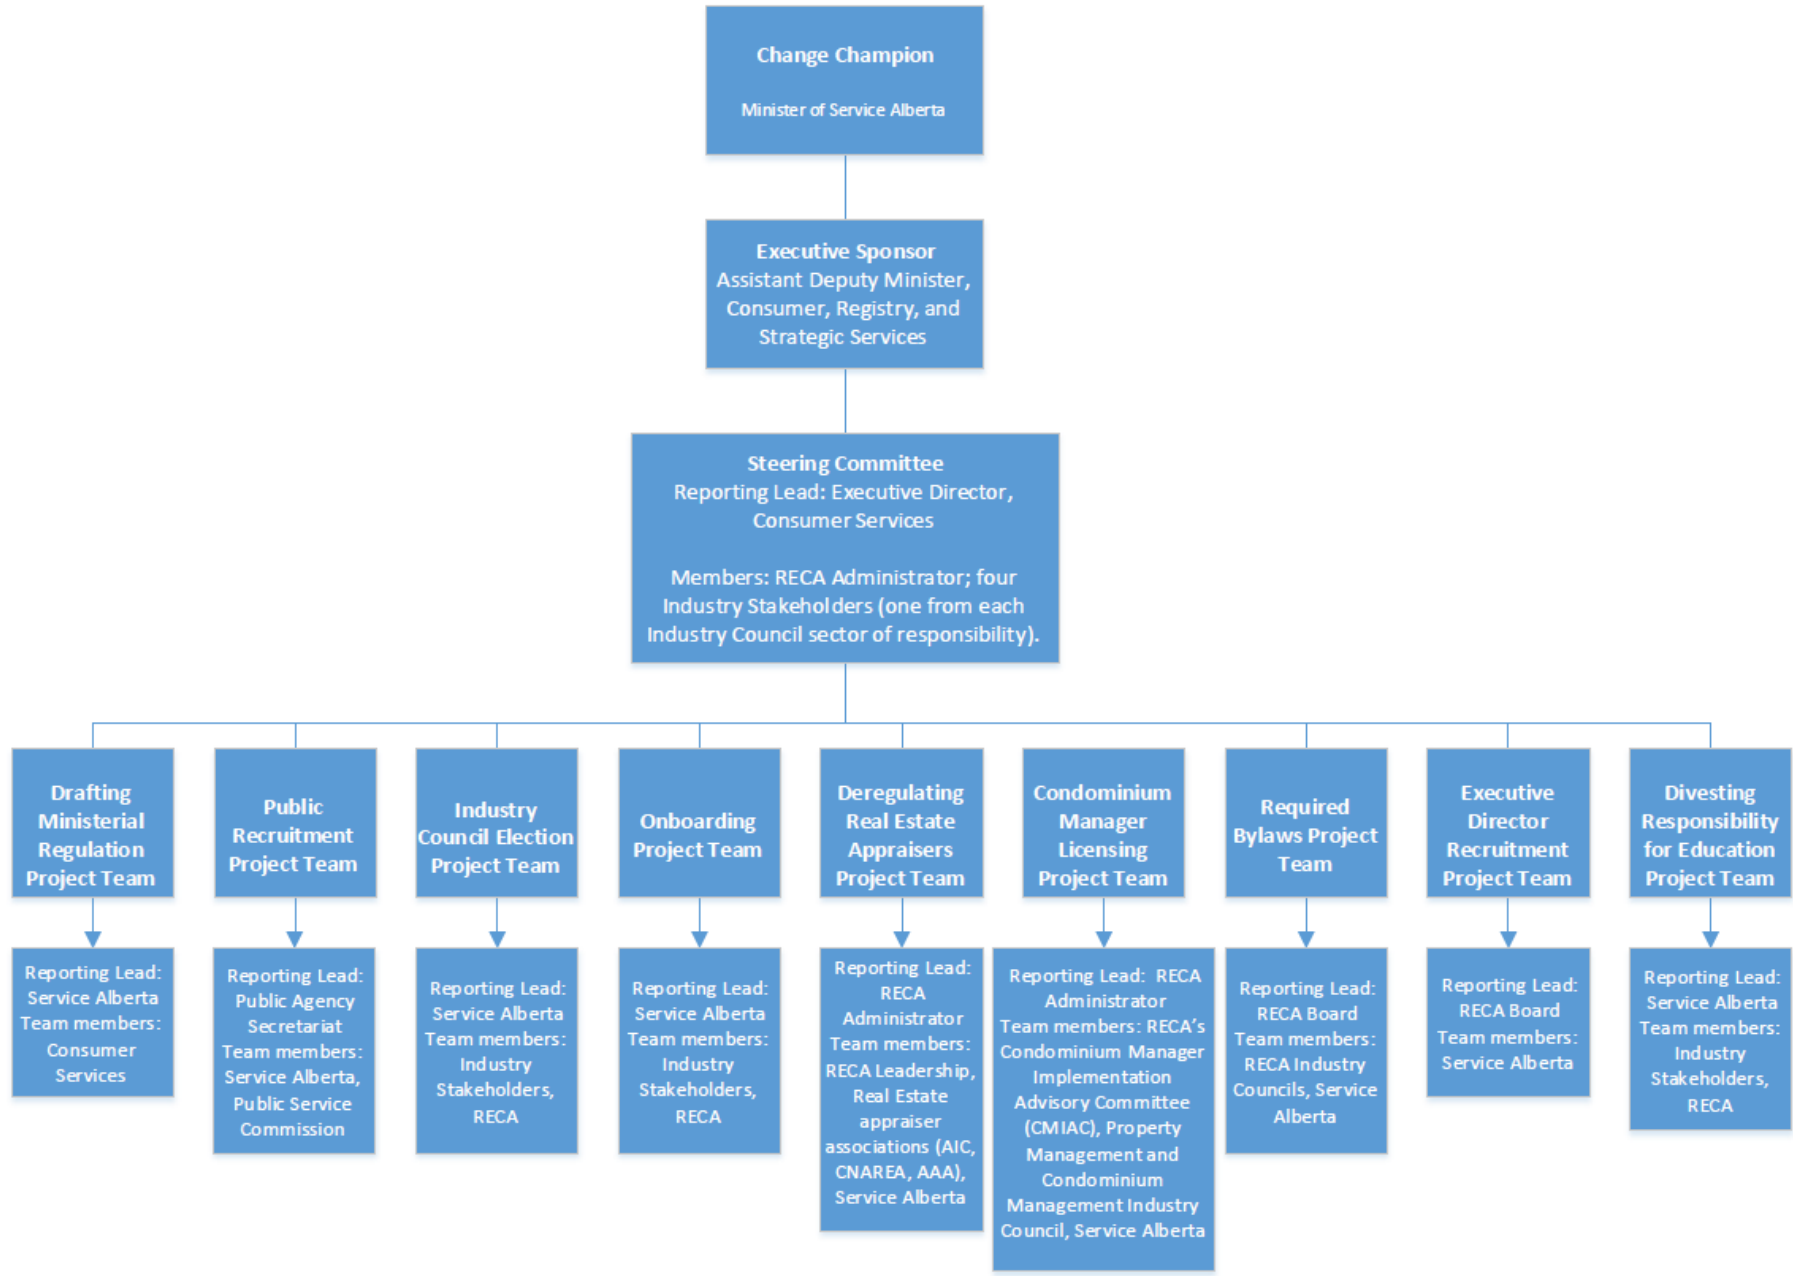 Change Champion
Minister of Service Alberta
Executive Sponsor
Assistant Deputy Minister,
Consumer, Registry, and
Strategic Services
Steering Committee
Reporting Lead: Executive Director,
Consumer Services
Members: RECA Administrator; four
Industry Stakeholders (one from each
Industry Council sector of responsibility).
Drafting
Ministerial
Regulation
Project Team
Public
Recruitment
Project Team
Industry
Council Election
Project Team
Onboarding
Project Team
Deregulating
Real Estate
Appraisers
Project Team
Condominium
Manager
Licensing
Project Team
Required
Bylaws Project
Team
Executive
Director
Recruitment
Project Team
Divesting
Responsibility
for Education
Project Team
Reporting Lead:
Service Alberta
Team members:
Consumer
Services
Reporting Lead:
Public Agency
Secretariat
Team members:
Service Alberta,
Public Service
Commission
Reporting Lead:
Service Alberta
Team members:
Industry
Stakeholders,
RECA
Reporting Lead:
Service Alberta
Team members:
Industry
Stakeholders,
RECA
Reporting Lead:
RECA
Administrator
Team members:
RECA Leadership,
Real Estate
appraiser
associations (AIC,
CNAREA, AAA),
Service Alberta
Reporting Lead: RECA
Administrator
Team members: RECA's
Condominium Manager
Implementation
Advisory Committee
(CMIAC), Property
Management and
Condominium
Management Industry
Council, Service Alberta
Reporting Lead:
RECA Board
Team members:
RECA Industry
Councils, Service
Alberta
Reporting Lead:
RECA Board
Team members:
Service Alberta
Reporting Lead:
Service Alberta
Team members:
Industry
Stakeholders,
RECA